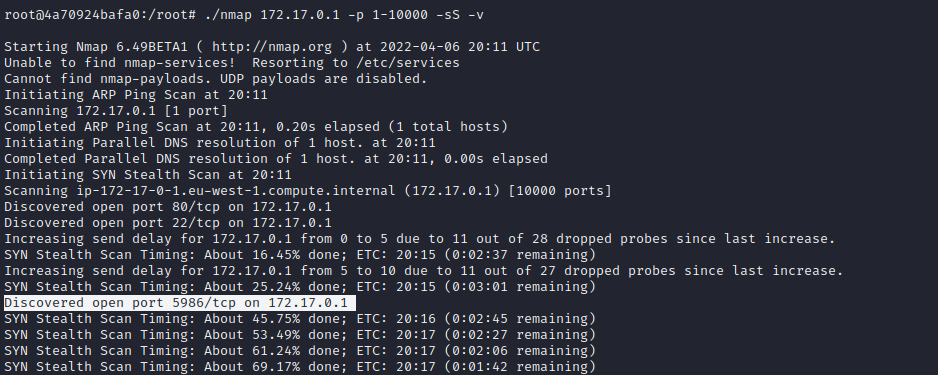 root@4a70924bafa0:/root# ./nmap 172.17.0.1 -p 1-10000 -sS -v
Starting Nmap 6.49BETA1 ( http://nmap.org ) at 2022-04-06 20:11 UTC
Unable to find nmap-services!  Resorting to /etc/services
Cannot find nmap-payloads. UDP payloads are disabled.
Initiating ARP Ping Scan at 20:11
Scanning 172.17.0.1 [1 port]
Completed ARP Ping Scan at 20:11, 0.20s elapsed (1 total hosts)
Initiating Parallel DNS resolution of 1 host. at 20:11
Completed Parallel DNS resolution of 1 host. at 20:11, 0.00s elapsed
Initiating SYN Stealth Scan at 20:11
Scanning ip-172-17-0-1.eu-west-1.compute.internal (172.17.0.1) [10000 ports]
Discovered open port 80/tcp on 172.17.0.1
Discovered open port 22/tcp on 172.17.0.1
Increasing send delay for 172.17.0.1 from 0 to 5 due to 11 out of 28 dropped probes since last increase.
SYN Stealth Scan Timing: About 16.45% done; ETC: 20:15 (0:02:37 remaining)
Increasing send delay for 172.17.0.1 from 5 to 10 due to 11 out of 27 dropped probes since last increase.
SYN Stealth Scan Timing: About 25.24% done; ETC: 20:15 (0:03:01 remaining)
Discovered open port 5986/tcp on 172.17.0.1
SYN Stealth Scan Timing: About 45.75% done; ETC: 20:16 (0:02:45 remaining)
SYN Stealth Scan Timing: About 53.49% done; ETC: 20:17 (0:02:27 remaining)
SYN Stealth Scan Timing: About 61.24% done; ETC: 20:17 (0:02:06 remaining)
SYN Stealth Scan Timing: About 69.17% done; ETC: 20:17 (0:01:42 remaining)